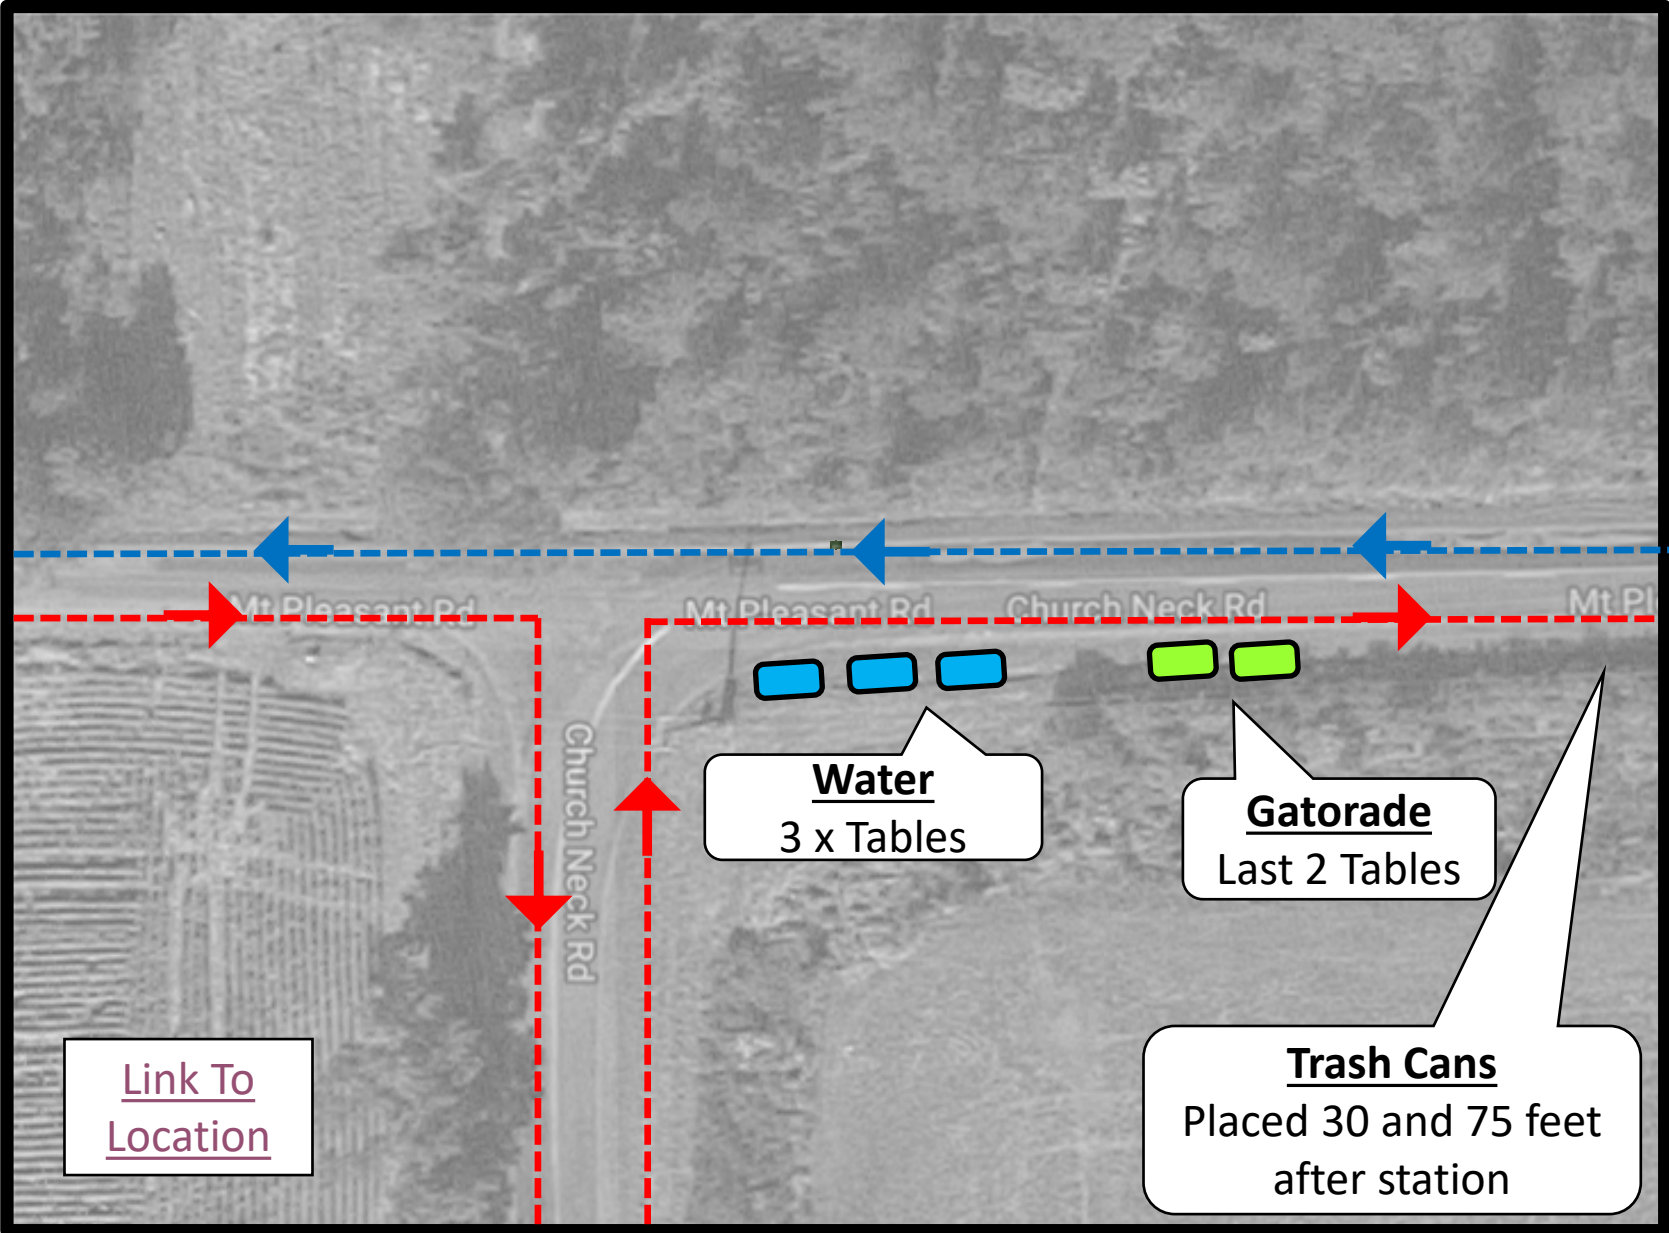 Mt Pleasant Rd
Mt Pleasant Rd
Church Neck Rd
Mt Pl
Church Neck Rd
Water
3 x Tables
Gatorade
Last 2 Tables
Link To
Location
Trash Cans
Placed 30 and 75 feet
after station